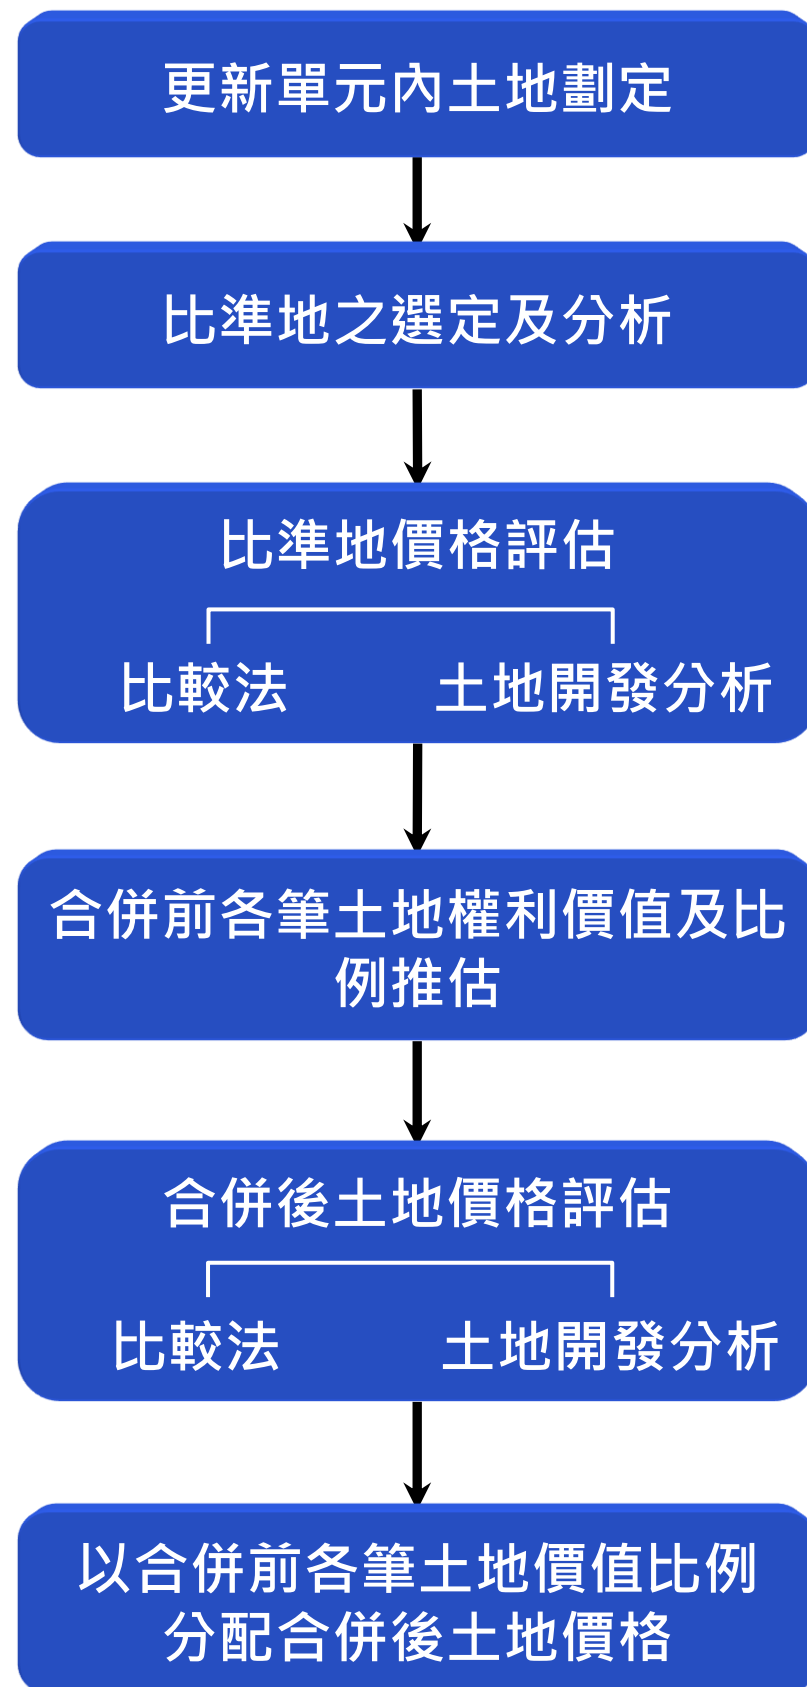 更新單元內土地劃定
比準地之選定及分析
比準地價格評估
比較法
土地開發分析
合併前各筆土地權利價值及比
例推估
合併後土地價格評估
比較法
土地開發分析
以合併前各筆土地價值比例
分配合併後土地價格